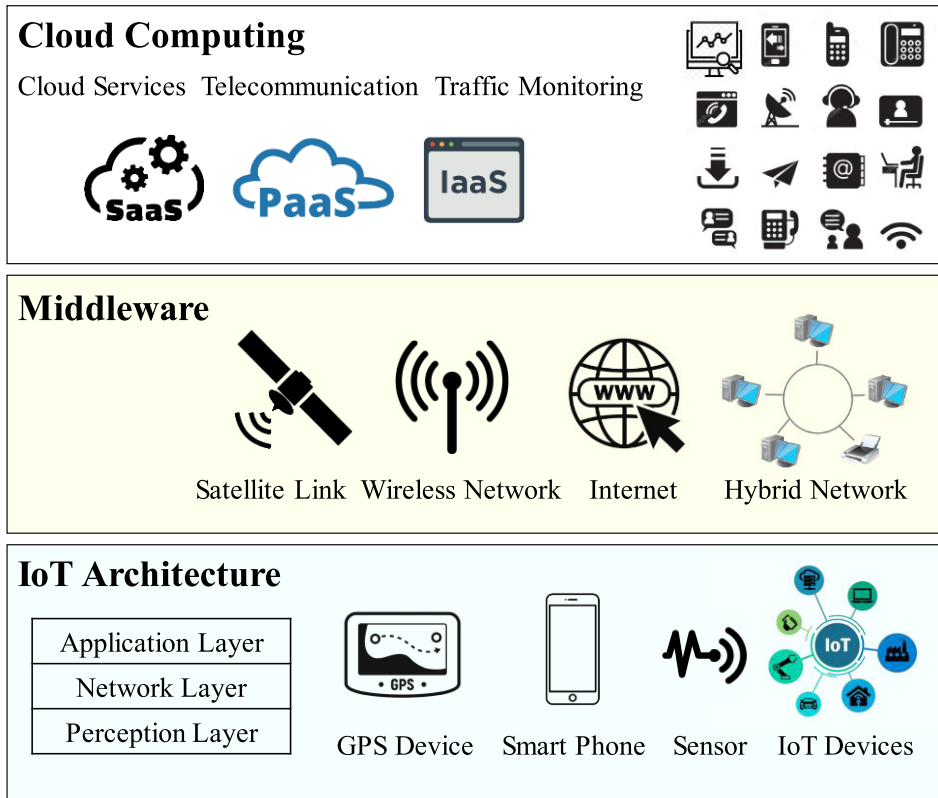 Cloud Computing
Cloud Services Telecommunication Traffic Monitoring
SaaS PaaS IaaS
@
Middleware
WWW
Satellite Link Wireless Network Internet Hybrid Network
IoT Architecture
Application Layer
Network Layer
Perception Layer
GPS
IoT
GPS Device Smart Phone Sensor IoT Devices